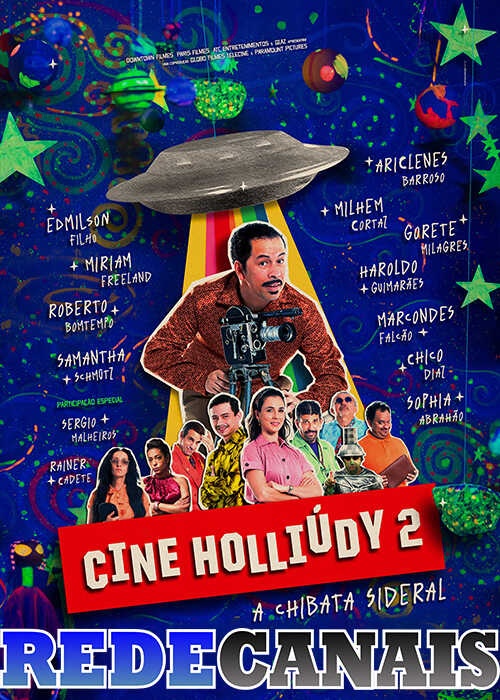 DOWNTOWN FILMES, PARIS FILMES, ATC ENTRETENIMENTOS & GLAZ APRESENTAM
UMA COPRODUÇÃO GLOBO FILMES TELECINE & PARAMOUNT PICTURES
ARICLENES
BARROSO
MILHEM
CORTAZ
EDMILSON
FILHO
GORETE
MILAGRES
MIRIAM
FREELAND
HAROLDO
GUIMARÃES
ROBERTO
BOMTEMPO
MARCONDES
FALCÃO
SAMANTHA
SCHMÜTZ
CHICO
DIAZ
PARTICIPAÇÃO ESPECIAL
SERGIO
MALHEIROS
SOPHIA
ABRAHÃO
RAINER
CADETE
CINE HOLLIÚDY 2
A CHIBATA SIDERAL
REDECANAIS